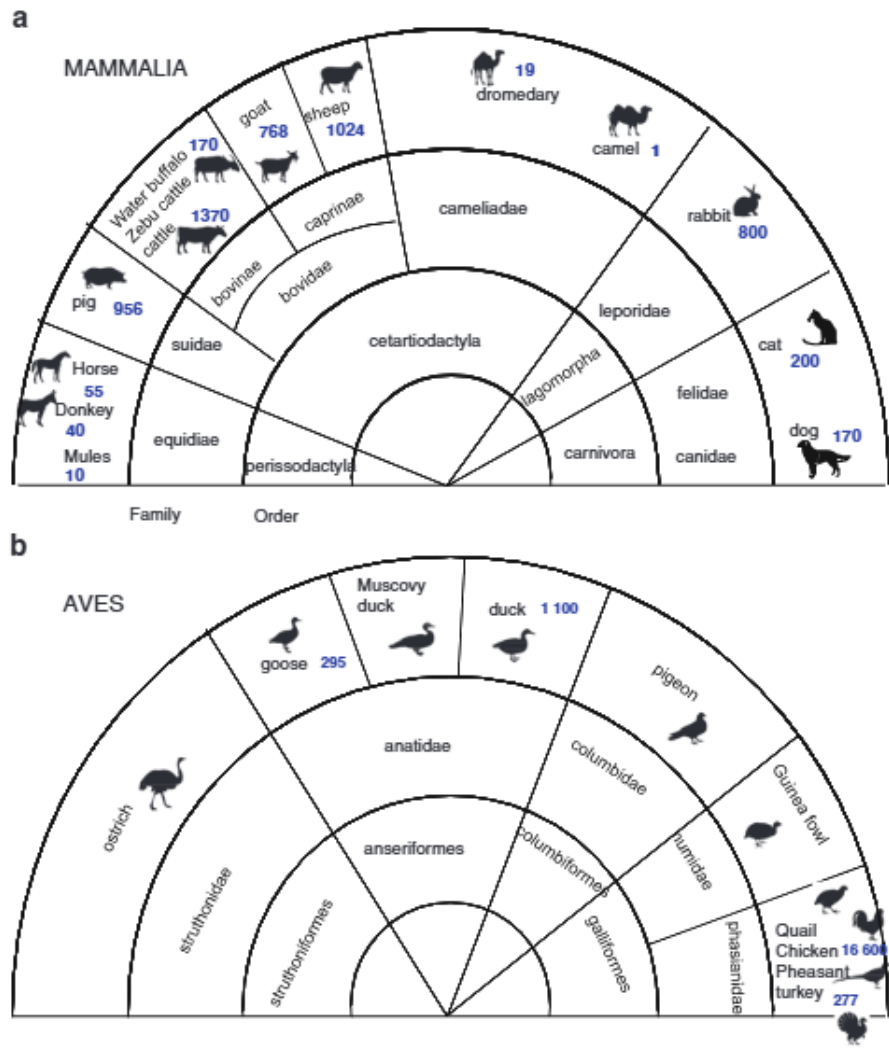 a
MAMMALIA
19
dromedary
camel 1
goat
768
sheep
1024
170
Water buffalo
Zebu cattle
1370
cattle
rabbit
800
pig 956
caprinae
cameliadae
bovinae
bovidae
leporidae
suidae
cetartiodactyla
lagomorpha
cat
200
Horse
55
Donkey
40
Mules
10
equidiae
perissodactyla
felidae
carnivora
canidae
dog 170
Family
Order
b
AVES
goose 295
Muscovy
duck
duck 1 100
pigeon
ostrich
anatidae
columbidae
Guinea fowl
struthonidae
anseriformes
columbiformes
numidae
struthoniformes
galliformes
phasianidae
Quail
Chicken 16 600
Pheasant
turkey 277